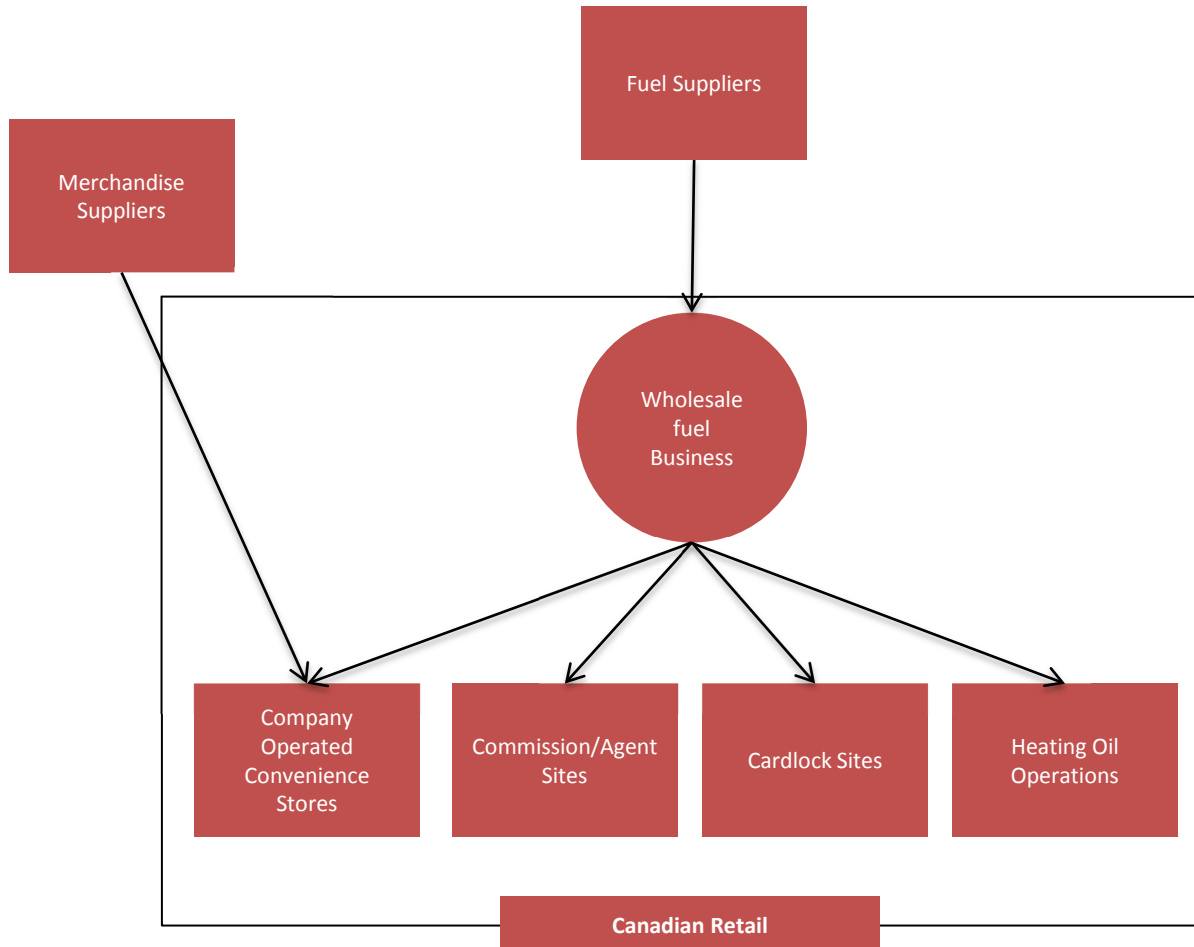 Fuel Suppliers
Merchandise
Suppliers
Wholesale
fuel
Business
Company
Operated
Convenience
Stores
Commission/Agent
Sites
Cardlock Sites
Heating Oil
Operations
Canadian Retail